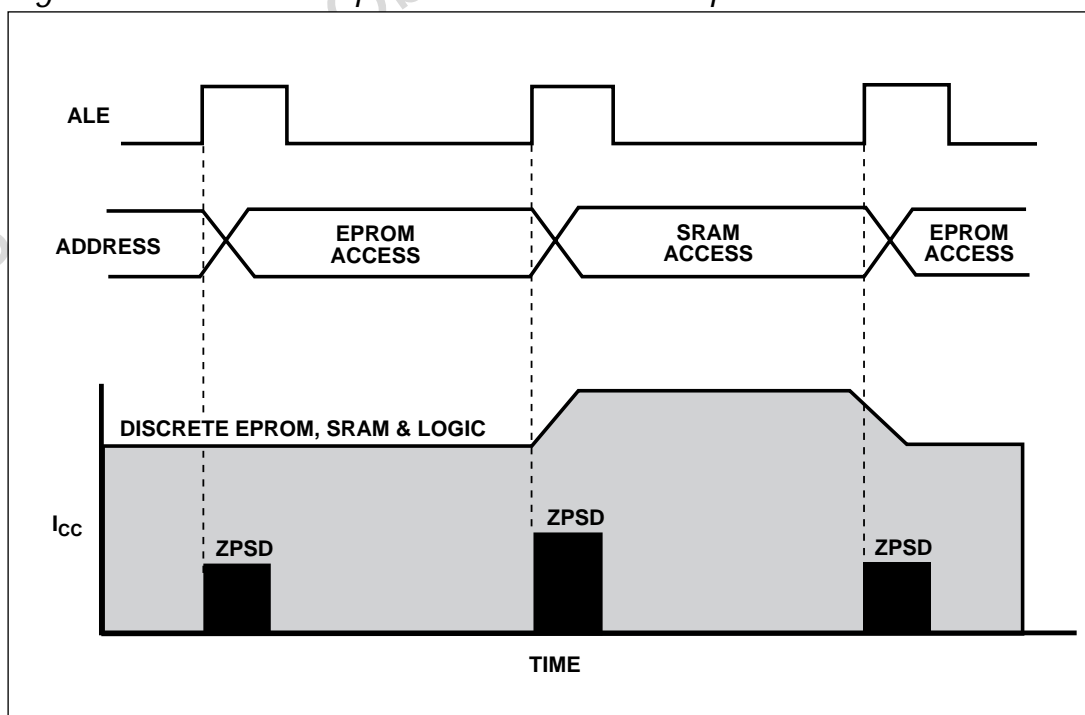 ALE
ADDRESS
EPROM
ACCESS
SRAM
ACCESS
EPROM
ACCESS
DISCRETE EPROM, SRAM & LOGIC
ICC
ZPSD
ZPSD
ZPSD
TIME